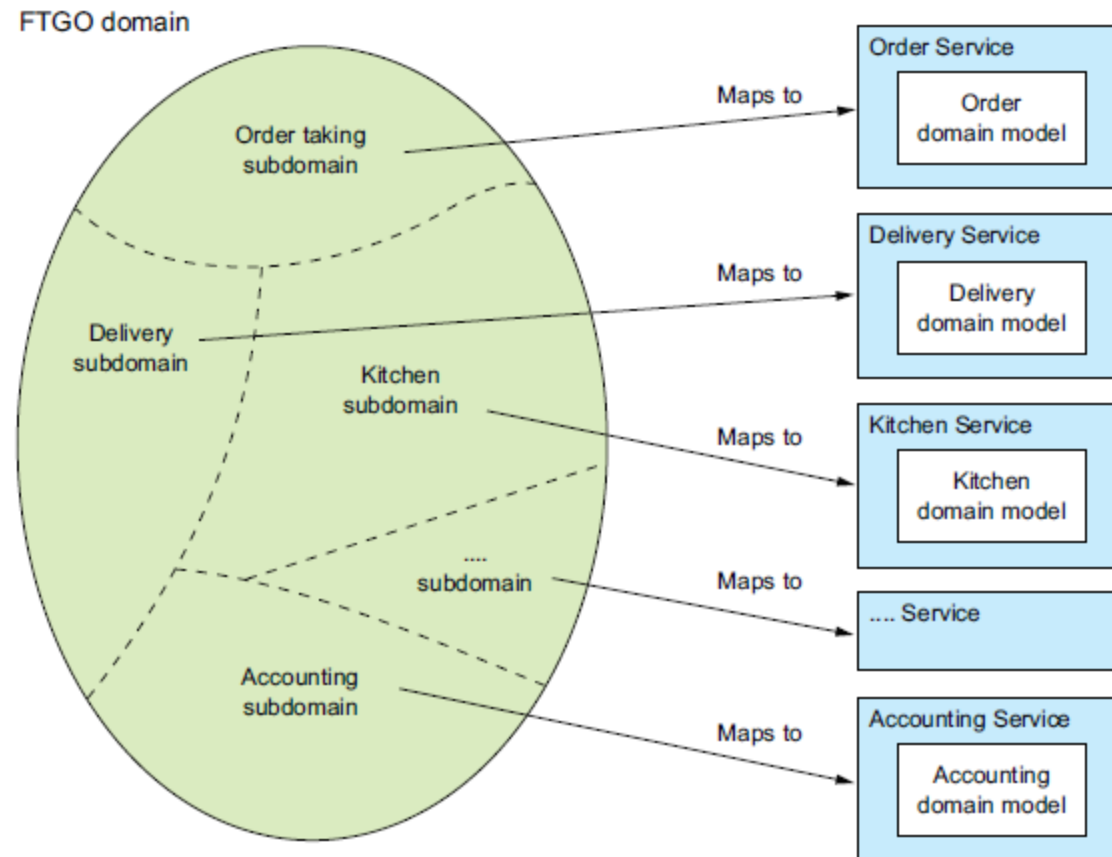 FTGO domain
Order taking
subdomain
Delivery
subdomain
Kitchen
subdomain
....
subdomain
Accounting
subdomain
Maps to
Maps to
Maps to
Maps to
Maps to
Order Service
Order
domain model
Delivery Service
Delivery
domain model
Kitchen Service
Kitchen
domain model
.... Service
Accounting Service
Accounting
domain model